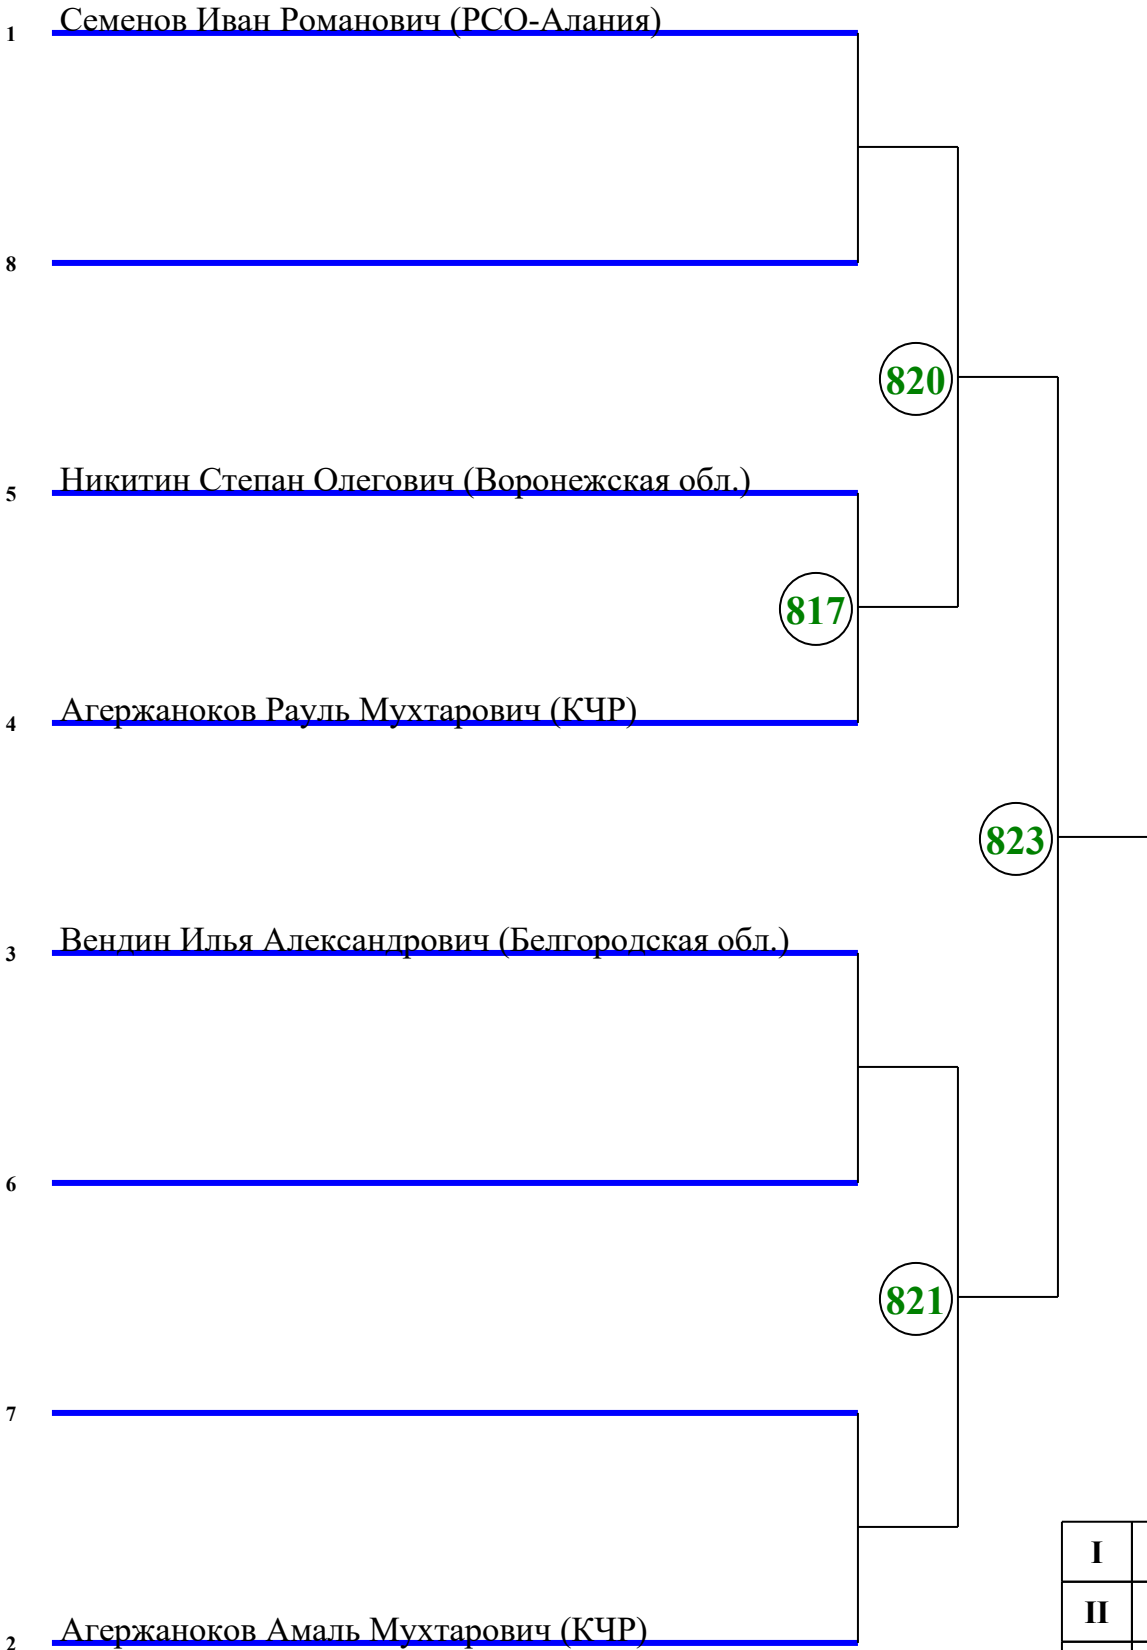 1 Семенов Иван Романович (РСО-Алания)
8
820
5 Никитин Степан Олегович (Воронежская обл.)
817
4 Агержаноков Рауль Мухтарович (КЧР)
823
3 Вендин Илья Александрович (Белгородская обл.)
6
821
7
I
II
2 Агержаноков Амаль Мухтарович (КЧР)